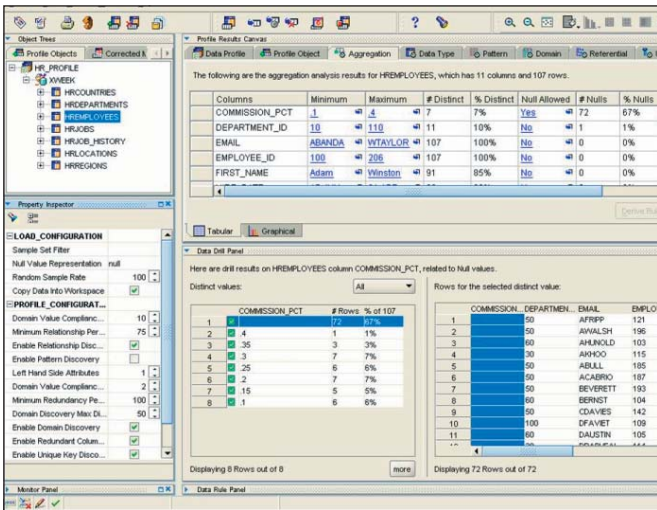 Object Trees
Profile Objects
Corrected M
HR_PROFILE
XWEEK
HRCOUNTRIES
HRDEPARTMENTS
HREMPLOYEES
HRJOBS
HRJOB_HISTORY
HRLOCATIONS
HRREGIONS
Property Inspector
LOAD_CONFIGURATION
Sample Set Filter
Null Value Representation null
Random Sample Rate 100
Copy Data Into Workspace
PROFILE_CONFIGURAT...
Domain Value Complianc... 10
Minimum Relationship Per... 75
Enable Relationship Disc...
Enable Pattern Discovery
Left Hand Side Attributes 1
Domain Value Complianc... 2
Minimum Redundancy Pe... 100
Domain Discovery Max Di... 50
Enable Domain Discovery
Enable Redundant Colum...
Enable Unique Key Disco...
Monitor Panel
Profile Results Canvas
Data Profile Profile Object Aggregation Data Type Pattern Domain Referential
The following are the aggregation analysis results for HREMPLOYEES, which has 11 columns and 107 rows.
Columns Minimum Maximum # Distinct % Distinct Null Allowed # Nulls % Nulls
COMMISSION_PCT .1 .4 7 7% Yes 72 67%
DEPARTMENT_ID 10 110 11 10% No 1 1%
EMAIL ABANDA WTAYLOR 107 100% No 0 0%
EMPLOYEE_ID 100 206 107 100% No 0 0%
FIRST_NAME Adam Winston 91 85% No 0 0%
Derive Rul
Tabular Graphical
Data Drill Panel
Here are drill results on HREMPLOYEES column COMMISSION_PCT, related to Null values.
Distinct values: All
COMMISSION_PCT # Rows % of 107
1 72 67%
2 .4 1 1%
3 .35 3 3%
4 .3 7 7%
5 .25 6 6%
6 .2 7 7%
7 .15 5 5%
8 .1 6 6%
Displaying 8 Rows out of 8 more
Rows for the selected distinct value:
COMMISSION... DEPARTMEN... EMAIL EMPLO
1 50 AFRIPP 121
2 50 AWALSH 196
3 60 AHUNOLD 103
4 30 AKHOO 115
5 50 ABULL 185
6 50 ACABRIO 187
7 50 BEVERETT 193
8 60 BERNST 104
9 50 CDAVIES 142
10 100 DFAVIET 109
11 60 DAUSTIN 105
Displaying 72 Rows out of 72
Data Rule Panel